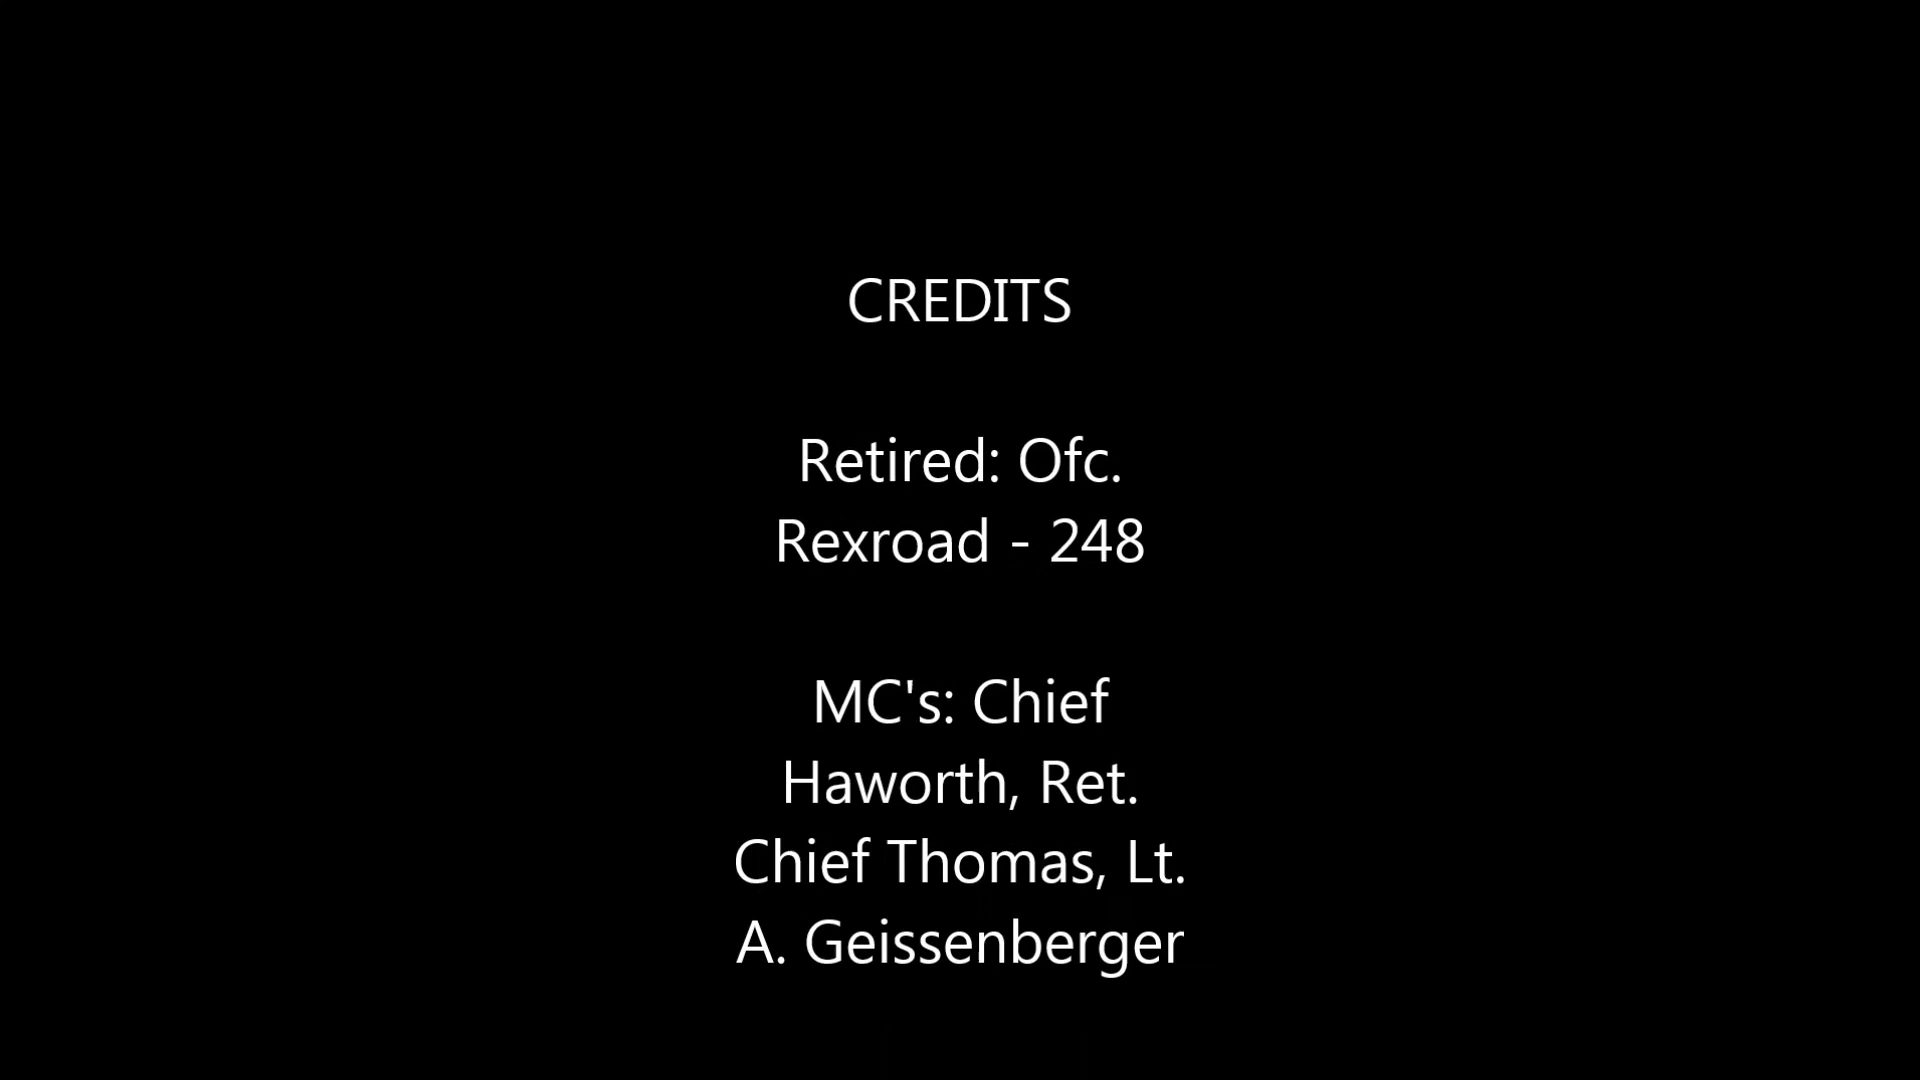 CREDITS
Retired: Ofc.
Rexroad - 248
MC's: Chief
Haworth, Ret.
Chief Thomas, Lt.
A. Geissenberger